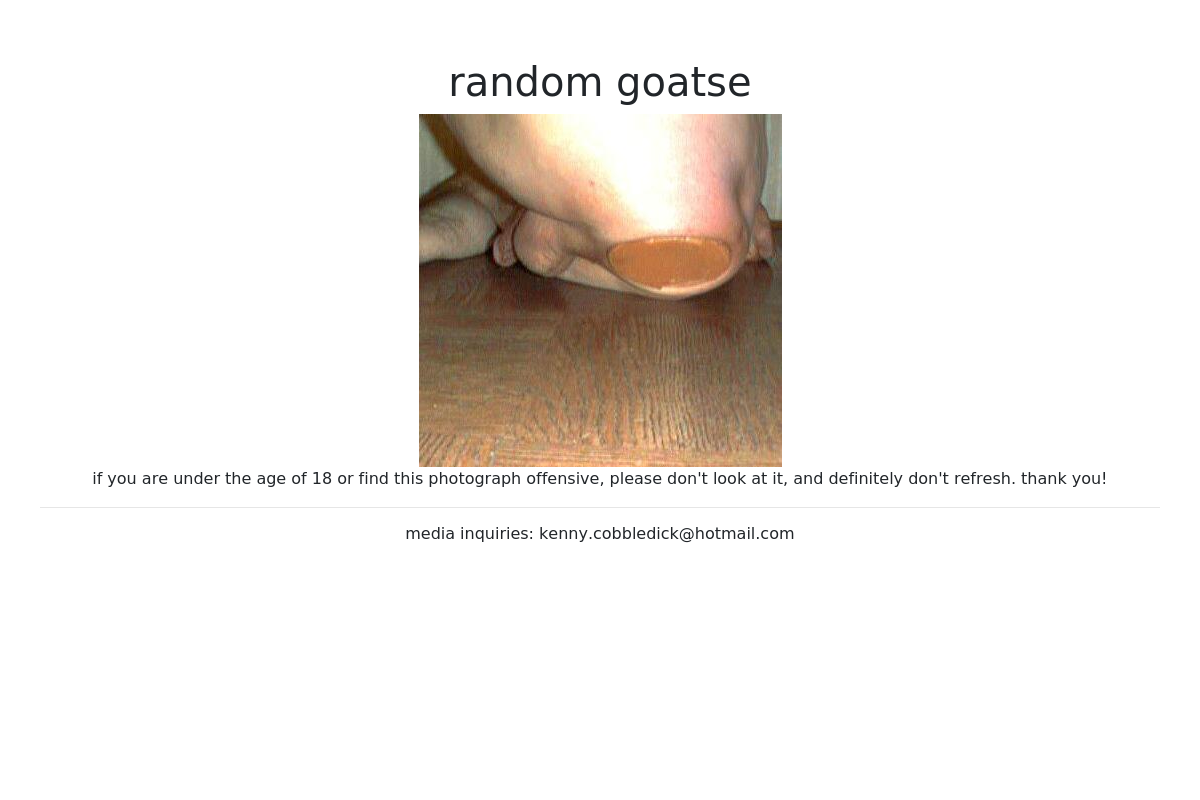 random goatse
if you are under the age of 18 or find this photograph offensive, please don't look at it, and definitely don't refresh. thank you!
media inquiries: kenny.cobbledick@hotmail.com